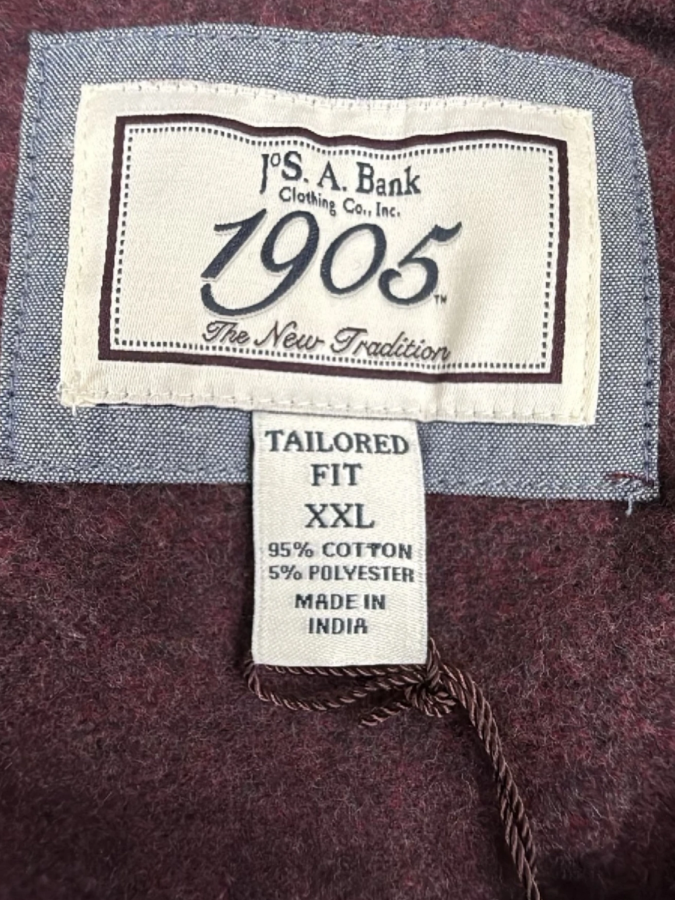 JoS. A. Bank
Clothing Co., Inc.
1905™
The New Tradition
TAILORED
FIT
XXL
95% COTTON
5% POLYESTER
MADE IN
INDIA